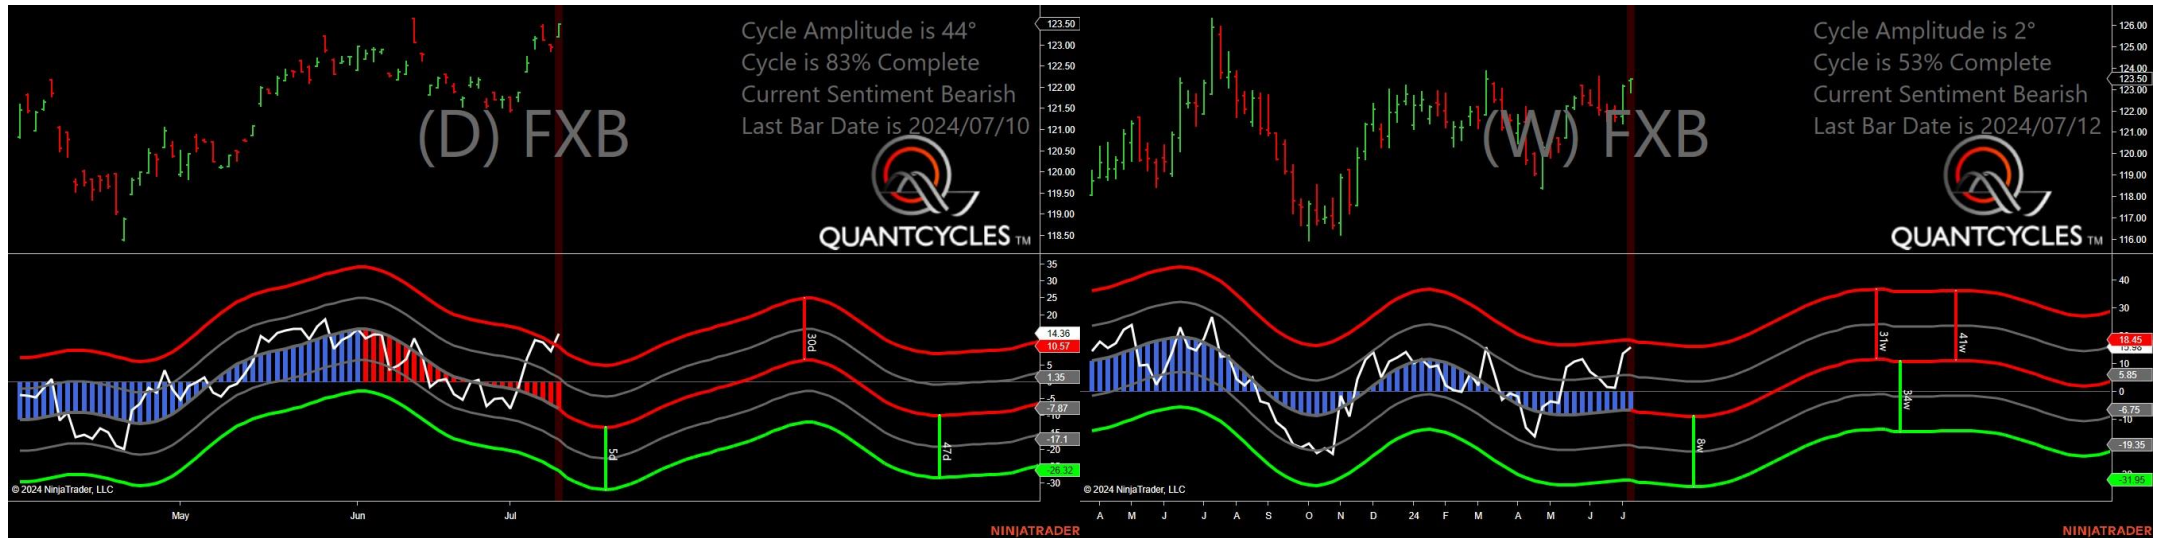 Cycle Amplitude is 44°
Cycle is 83% Complete
Current Sentiment Bearish
Last Bar Date is 2024/07/10
(D) FXB
QUANTCYCLES TM
123.50
123.00
122.50
122.00
121.50
121.00
120.50
120.00
119.50
119.00
118.50
35
30
25
20
14.36
10.57
5
1.35
-5
-7.87
-10
-15
-17.1
-20
-26.32
-30
30d
5d
47d
© 2024 NinjaTrader, LLC
May
Jun
Jul
NINJATRADER
Cycle Amplitude is 2°
Cycle is 53% Complete
Current Sentiment Bearish
Last Bar Date is 2024/07/12
(W) FXB
QUANTCYCLES TM
126.00
125.00
124.00
123.50
123.00
122.00
121.00
120.00
119.00
118.00
117.00
116.00
40
30
18.45
15.98
10
5.85
0
-6.75
-10
-19.35
-31.95
31w
41w
34w
8w
© 2024 NinjaTrader, LLC
A M J J A S O N D 24 F M A M J J
NINJATRADER